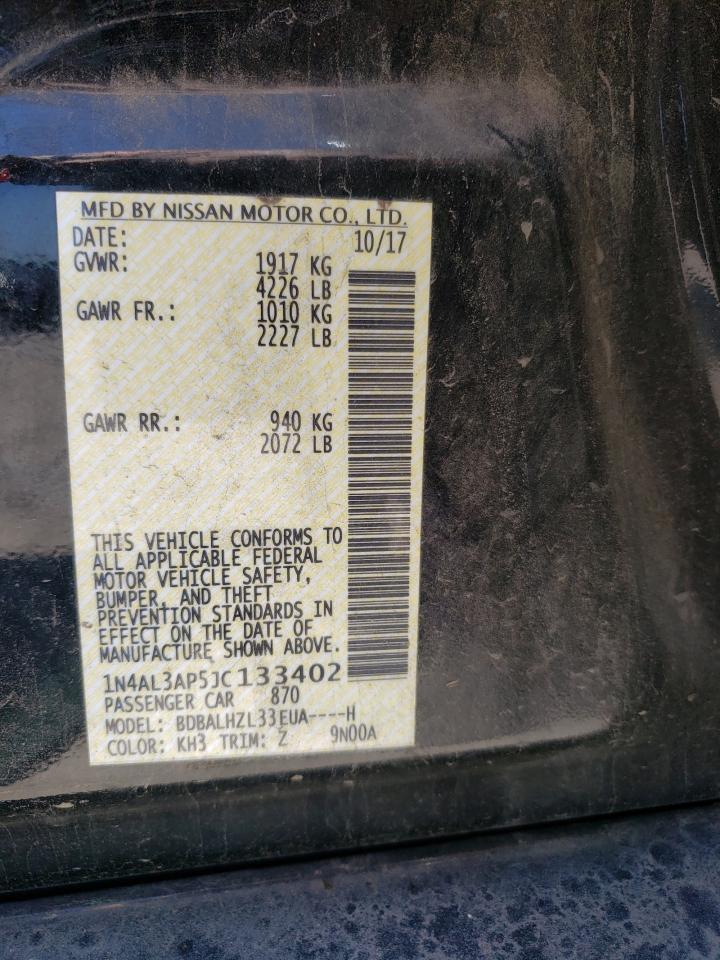 MFD BY NISSAN MOTOR CO., LTD.
DATE: 10/17
GVWR: 1917 KG
4226 LB
GAWR FR.: 1010 KG
2227 LB
GAWR RR.: 940 KG
2072 LB
THIS VEHICLE CONFORMS TO
ALL APPLICABLE FEDERAL
MOTOR VEHICLE SAFETY,
BUMPER, AND THEFT
PREVENTION STANDARDS IN
EFFECT ON THE DATE OF
MANUFACTURE SHOWN ABOVE.
1N4AL3AP5JC133402
PASSENGER CAR 870
MODEL: BDBALHZL33EUA----H
COLOR: KH3 TRIM: Z 9N00A